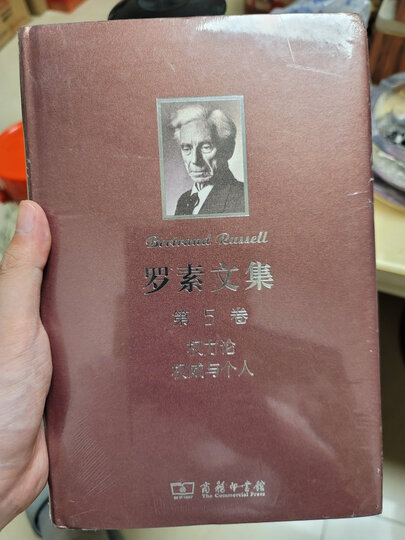 Bertrand Russell
罗素文集
第5卷
权力论
权威与个人
商务印书馆
The Commercial Press